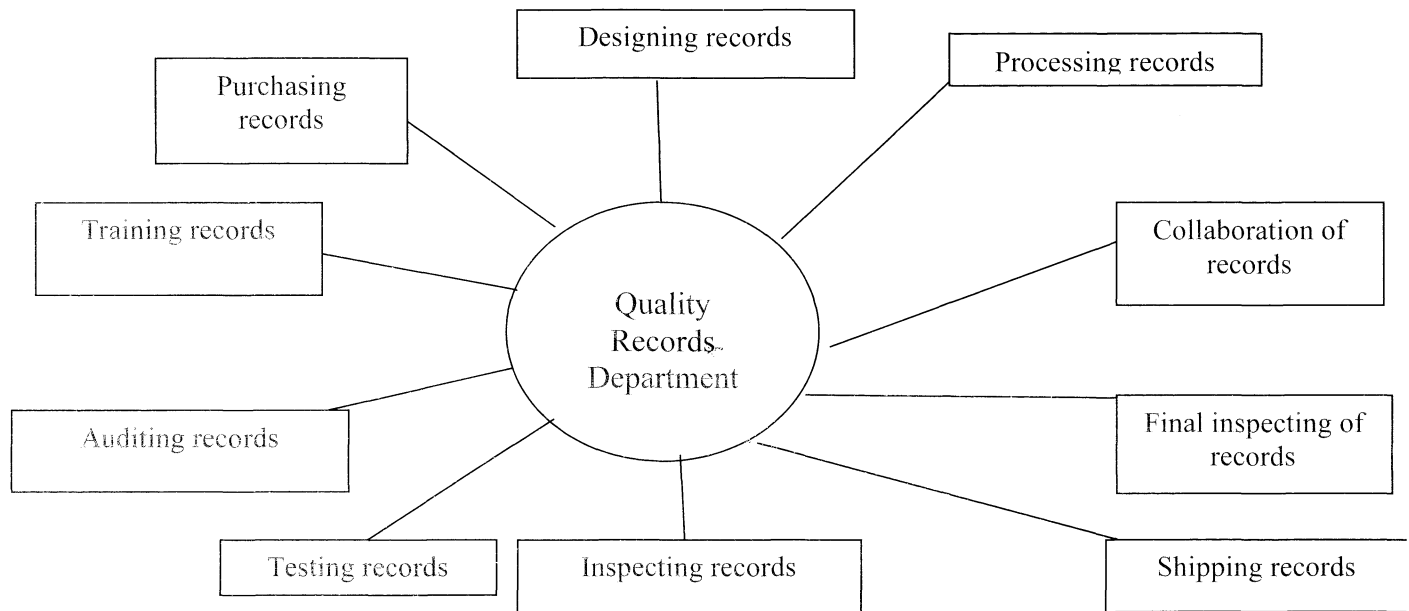 Designing records
Processing records
Purchasing
records
Training records
Collaboration of
records
Quality
Records
Department
Auditing records
Final inspecting of
records
Testing records
Inspecting records
Shipping records